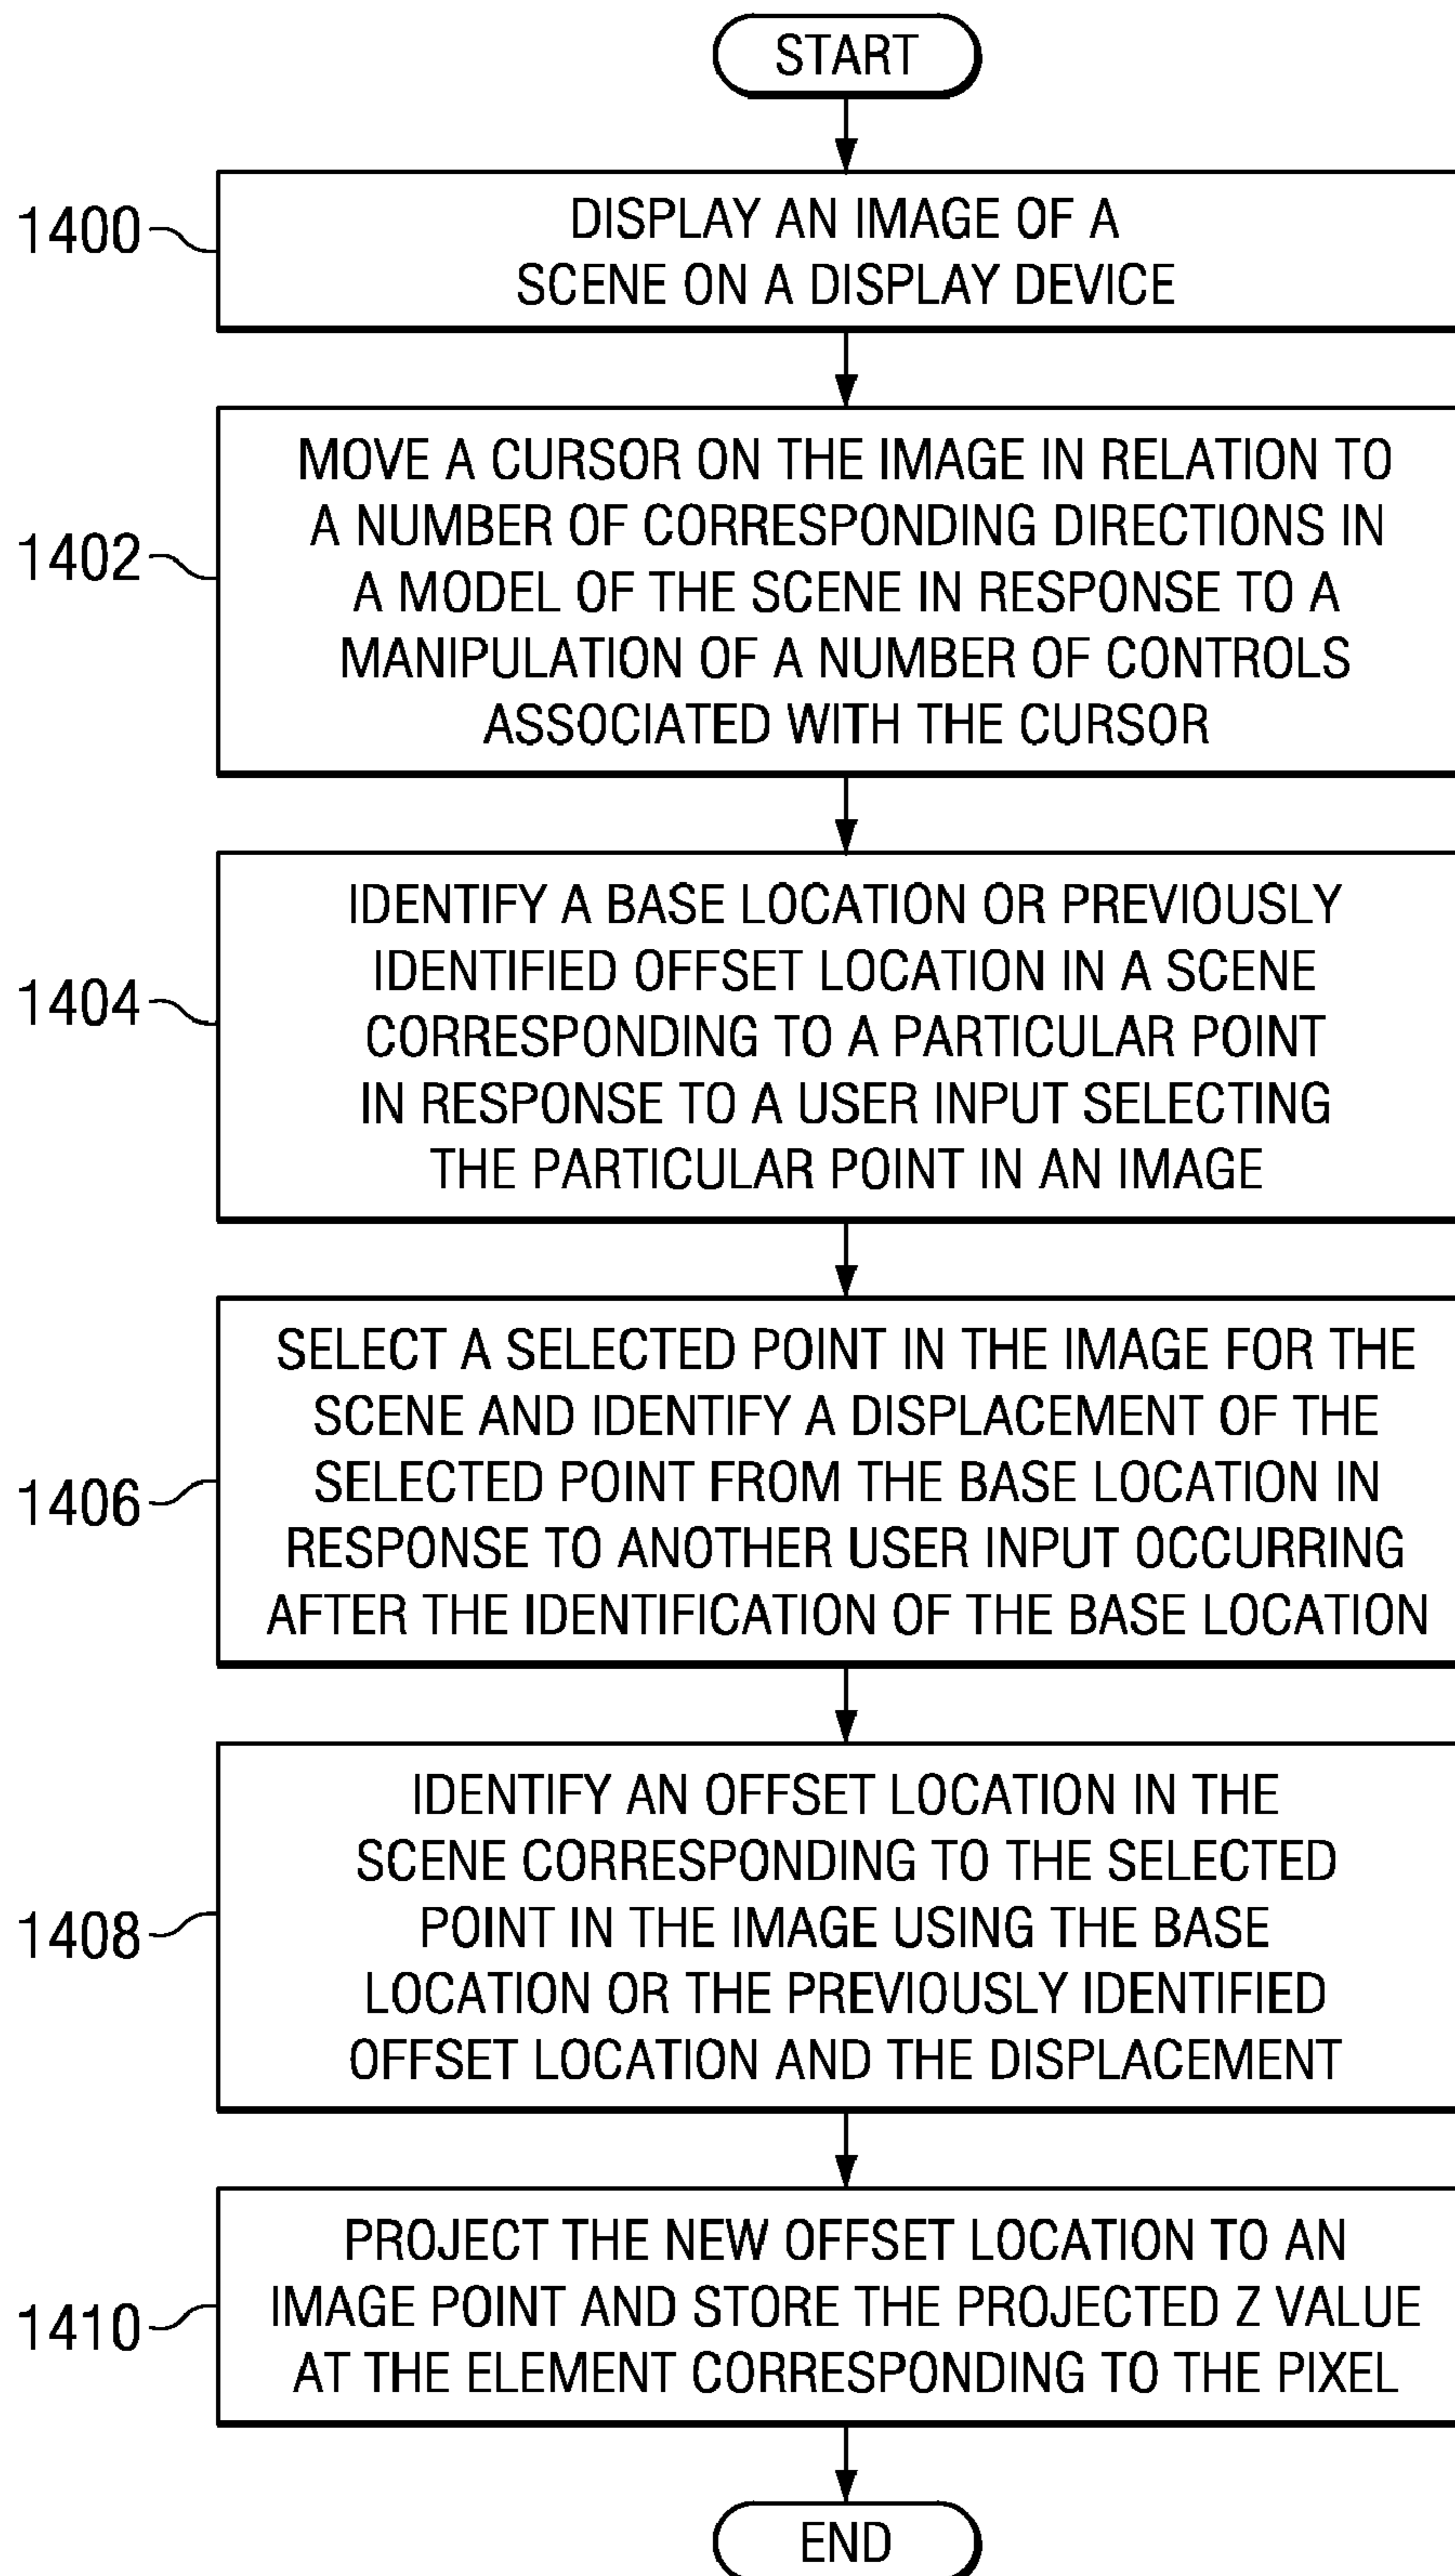 START
1400
DISPLAY AN IMAGE OF A
SCENE ON A DISPLAY DEVICE
1402
MOVE A CURSOR ON THE IMAGE IN RELATION TO
A NUMBER OF CORRESPONDING DIRECTIONS IN
A MODEL OF THE SCENE IN RESPONSE TO A
MANIPULATION OF A NUMBER OF CONTROLS
ASSOCIATED WITH THE CURSOR
1404
IDENTIFY A BASE LOCATION OR PREVIOUSLY
IDENTIFIED OFFSET LOCATION IN A SCENE
CORRESPONDING TO A PARTICULAR POINT
IN RESPONSE TO A USER INPUT SELECTING
THE PARTICULAR POINT IN AN IMAGE
1406
SELECT A SELECTED POINT IN THE IMAGE FOR THE
SCENE AND IDENTIFY A DISPLACEMENT OF THE
SELECTED POINT FROM THE BASE LOCATION IN
RESPONSE TO ANOTHER USER INPUT OCCURRING
AFTER THE IDENTIFICATION OF THE BASE LOCATION
1408
IDENTIFY AN OFFSET LOCATION IN THE
SCENE CORRESPONDING TO THE SELECTED
POINT IN THE IMAGE USING THE BASE
LOCATION OR THE PREVIOUSLY IDENTIFIED
OFFSET LOCATION AND THE DISPLACEMENT
1410
PROJECT THE NEW OFFSET LOCATION TO AN
IMAGE POINT AND STORE THE PROJECTED Z VALUE
AT THE ELEMENT CORRESPONDING TO THE PIXEL
END